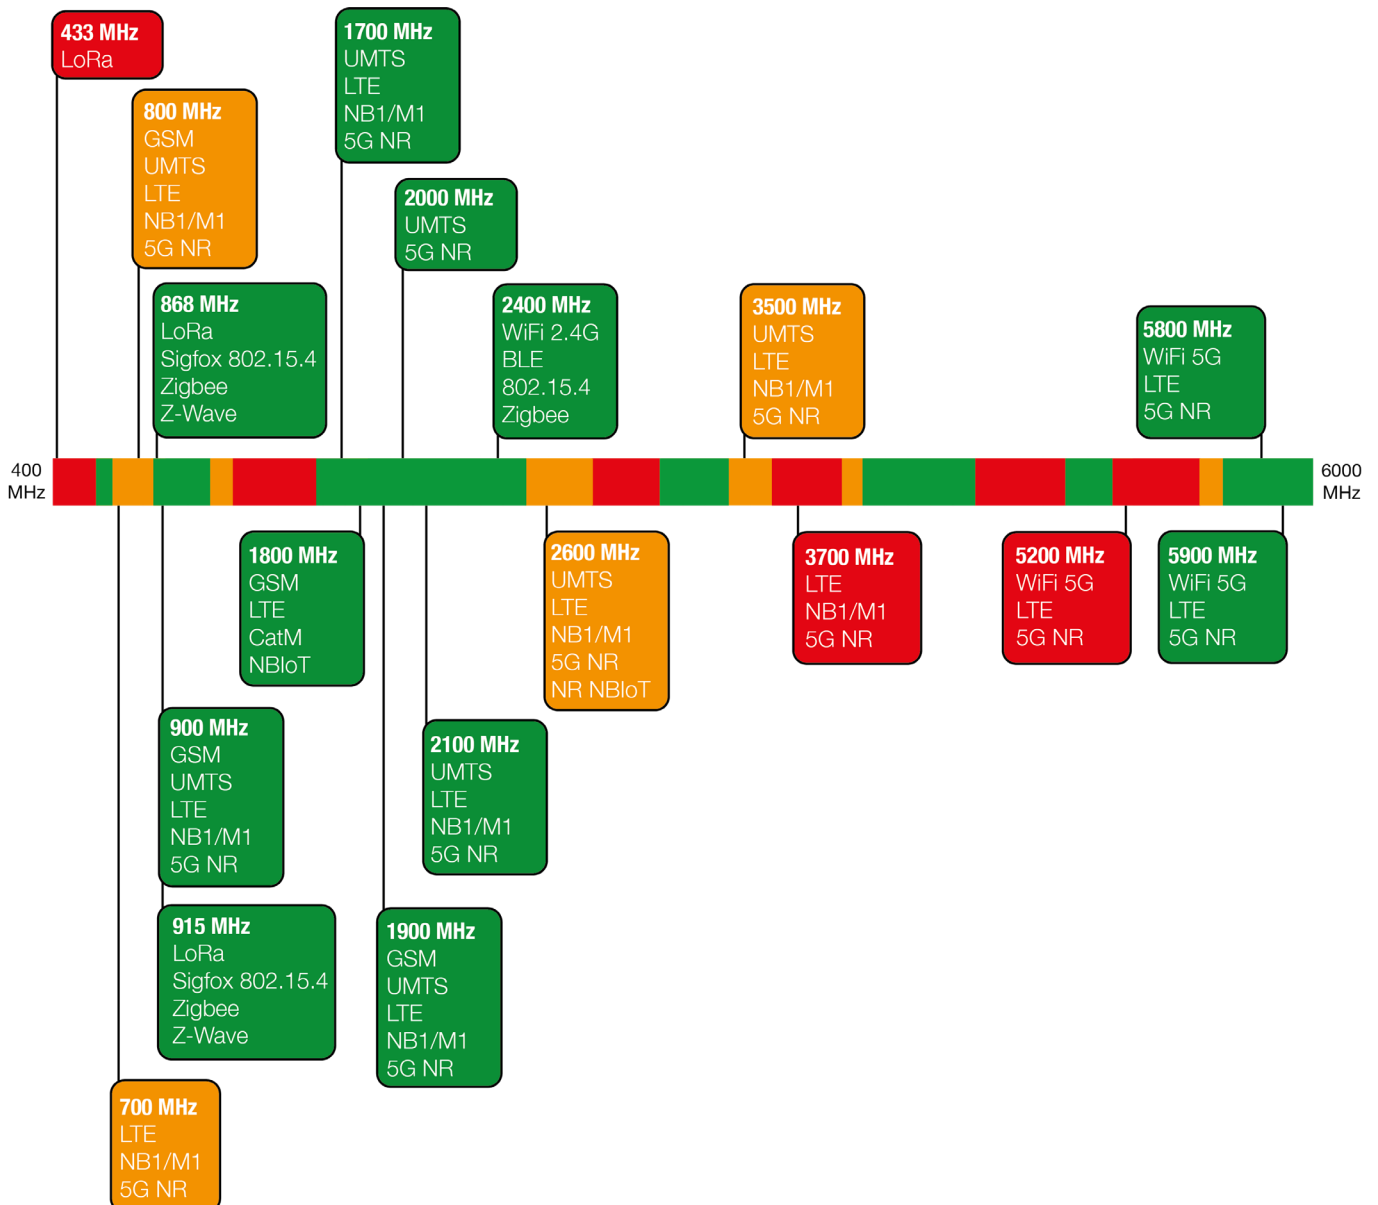 433 MHz
LoRa
800 MHz
GSM
UMTS
LTE
NB1/M1
5G NR
868 MHz
LoRa
Sigfox 802.15.4
Zigbee
Z-Wave
1700 MHz
UMTS
LTE
NB1/M1
5G NR
2000 MHz
UMTS
5G NR
2400 MHz
WiFi 2.4G
BLE
802.15.4
Zigbee
3500 MHz
UMTS
LTE
NB1/M1
5G NR
5800 MHz
WiFi 5G
LTE
5G NR
400
MHz
6000
MHz
1800 MHz
GSM
LTE
CatM
NBIoT
2600 MHz
UMTS
LTE
NB1/M1
5G NR
NR NBIoT
3700 MHz
LTE
NB1/M1
5G NR
5200 MHz
WiFi 5G
LTE
5G NR
5900 MHz
WiFi 5G
LTE
5G NR
900 MHz
GSM
UMTS
LTE
NB1/M1
5G NR
2100 MHz
UMTS
LTE
NB1/M1
5G NR
915 MHz
LoRa
Sigfox 802.15.4
Zigbee
Z-Wave
1900 MHz
GSM
UMTS
LTE
NB1/M1
5G NR
700 MHz
LTE
NB1/M1
5G NR